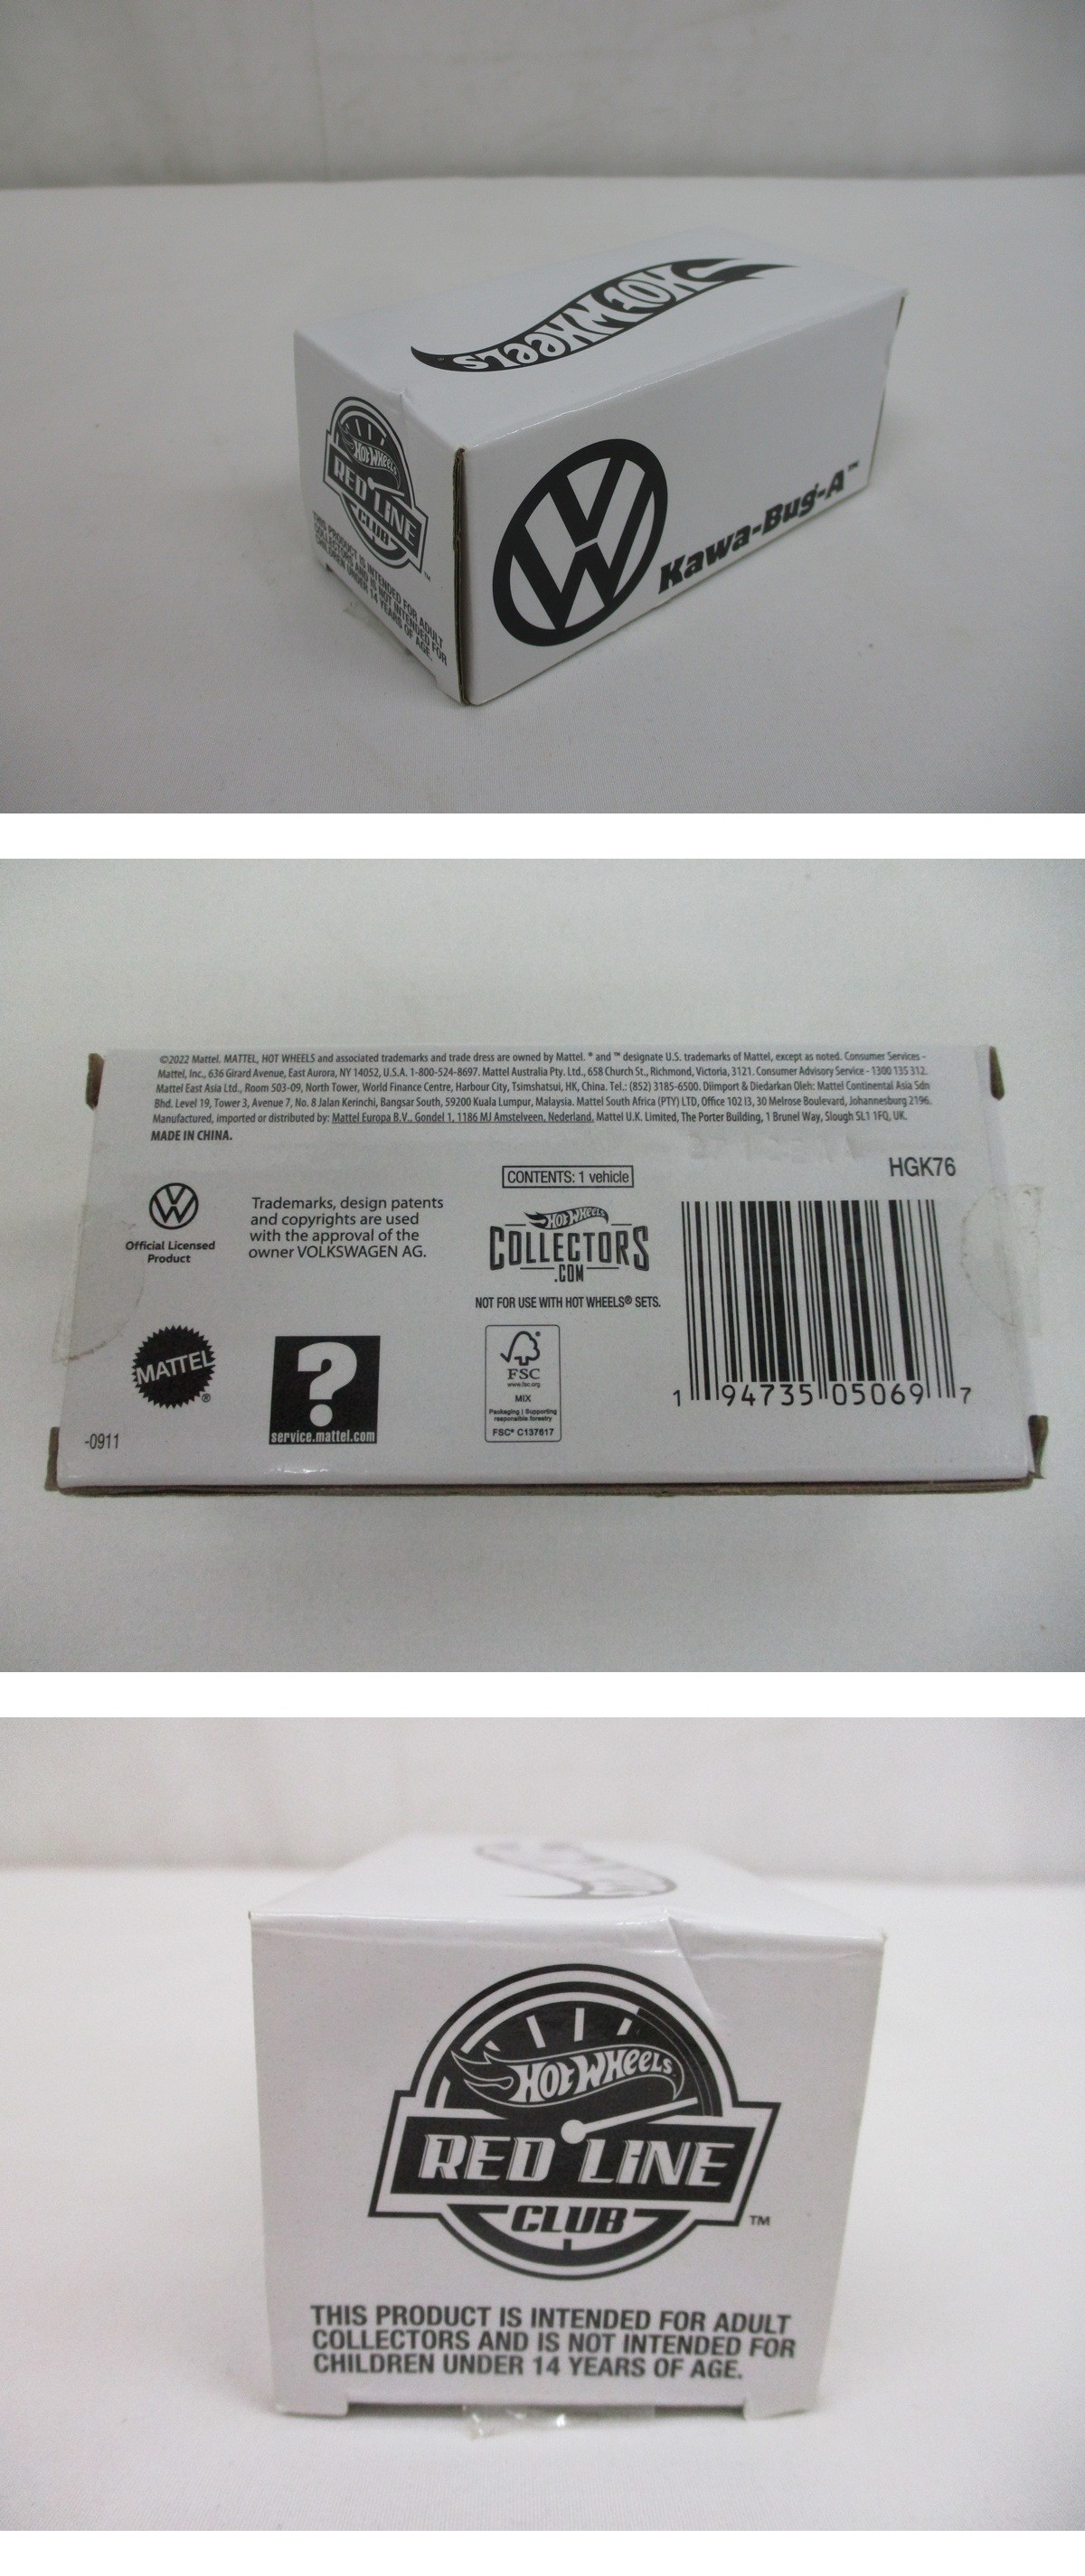 HOT WHEELS
HOT WHEELS
RED LINE
CLUB
™
THIS PRODUCT IS INTENDED FOR ADULT
COLLECTORS AND IS NOT INTENDED FOR
CHILDREN UNDER 14 YEARS OF AGE.
Kawa-Bug-A™
©2022 Mattel. MATTEL, HOT WHEELS and associated trademarks and trade dress are owned by Mattel. ® and ™ designate U.S. trademarks of Mattel, except as noted. Consumer Services -
Mattel, Inc., 636 Girard Avenue, East Aurora, NY 14052, U.S.A. 1-800-524-8697. Mattel Australia Pty. Ltd., 658 Church St., Richmond, Victoria, 3121. Consumer Advisory Service - 1300 135 312.
Mattel East Asia Ltd., Room 503-09, North Tower, World Finance Centre, Harbour City, Tsimshatsui, HK, China. Tel.: (852) 3185-6500. Diimport & Diedarkan Oleh: Mattel Continental Asia Sdn
Bhd. Level 19, Tower 3, Avenue 7, No. 8 Jalan Kerinchi, Bangsar South, 59200 Kuala Lumpur, Malaysia. Mattel South Africa (PTY) LTD, Office 102 I3, 30 Melrose Boulevard, Johannesburg 2196.
Manufactured, imported or distributed by: Mattel Europa B.V., Gondel 1, 1186 MJ Amstelveen, Nederland. Mattel U.K. Limited, The Porter Building, 1 Brunel Way, Slough SL1 1FQ, UK.
MADE IN CHINA.
HGK76
CONTENTS: 1 vehicle
Official Licensed
Product
Trademarks, design patents
and copyrights are used
with the approval of the
owner VOLKSWAGEN AG.
HOT WHEELS
COLLECTORS
.COM
NOT FOR USE WITH HOT WHEELS® SETS.
MATTEL®
?
service.mattel.com
FSC
www.fsc.org
MIX
Packaging | Supporting
responsible forestry
FSC® C137617
1 94735 05069 7
-0911
HOT WHEELS
RED LINE
CLUB
TM
THIS PRODUCT IS INTENDED FOR ADULT
COLLECTORS AND IS NOT INTENDED FOR
CHILDREN UNDER 14 YEARS OF AGE.